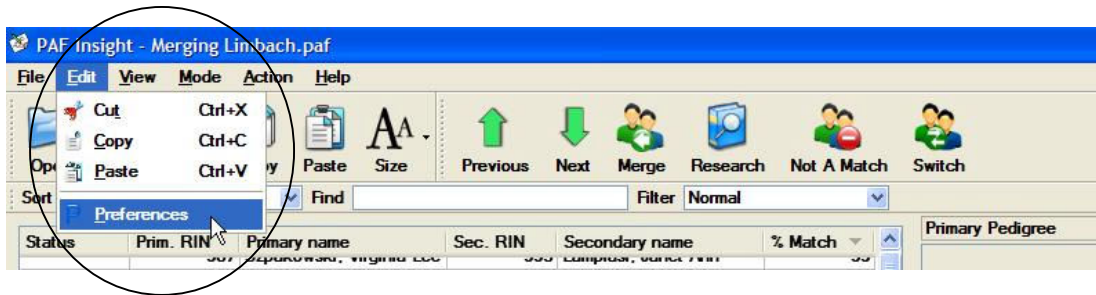 PAF Insight - Merging Limbach.paf
File Edit View Mode Action Help
Cut Ctrl+X
Copy Ctrl+C
Paste Ctrl+V
Preferences
Paste Size Previous Next Merge Research Not A Match Switch
Sort Find Filter Normal
Status Prim. RIN Primary name Sec. RIN Secondary name % Match Primary Pedigree